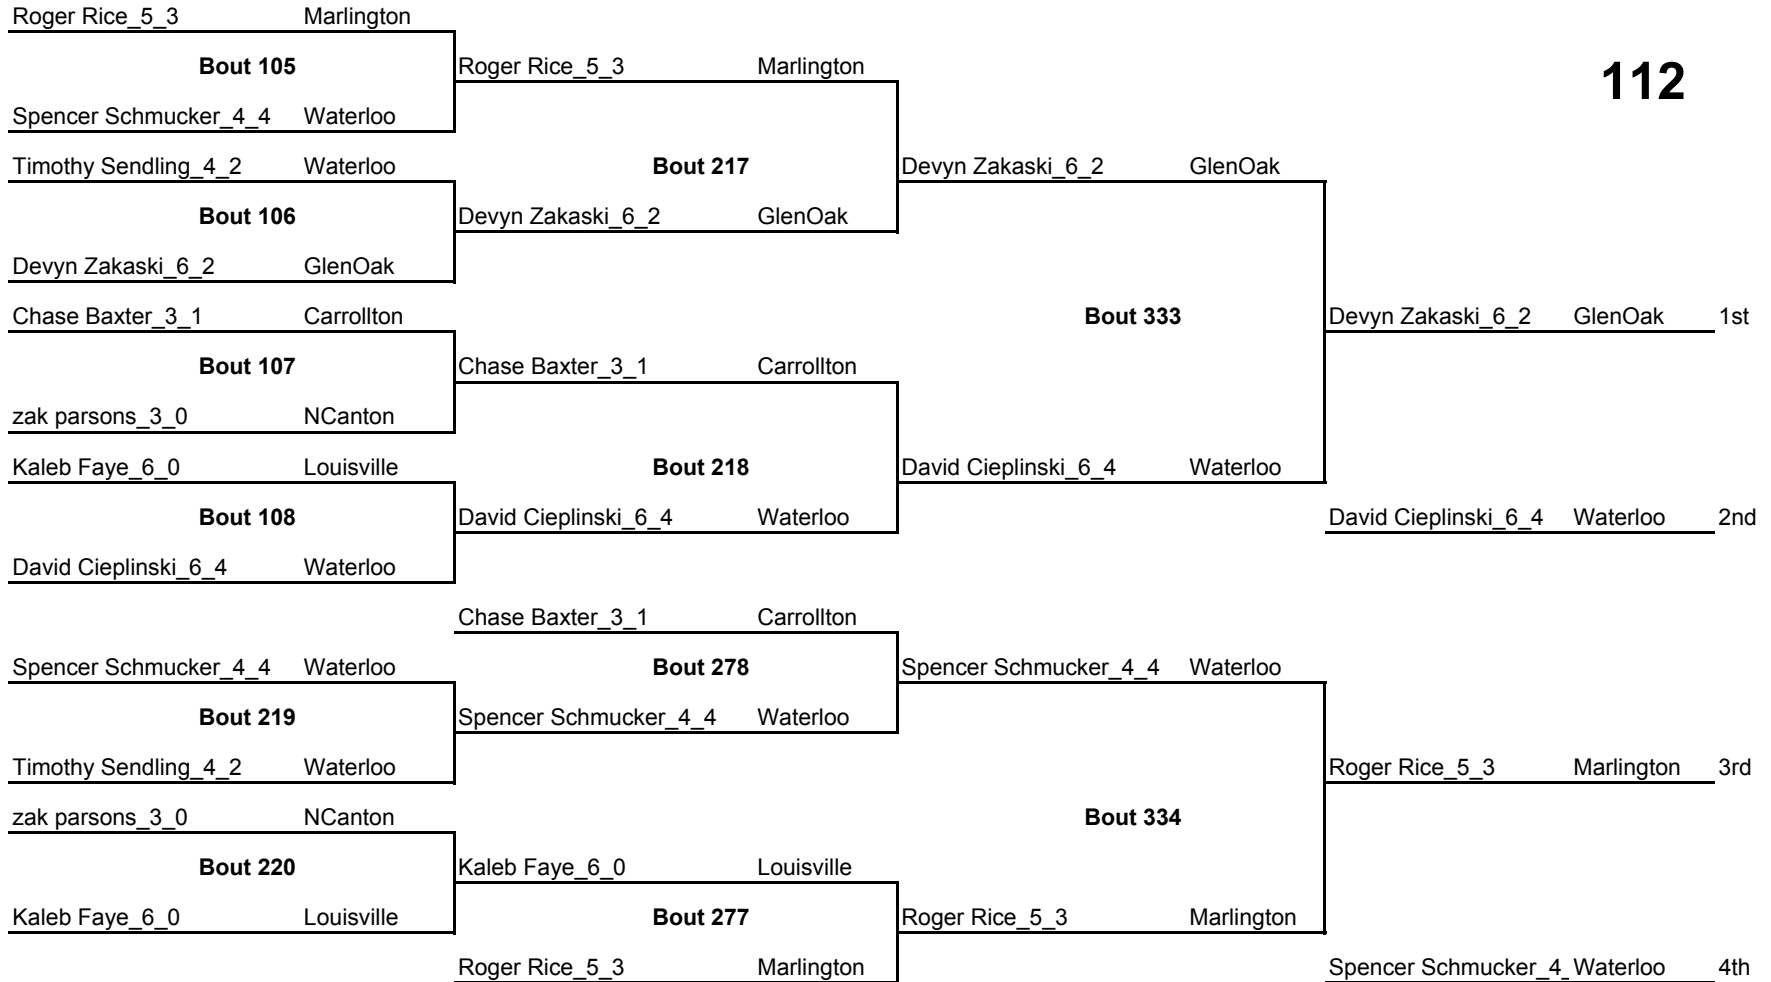 Roger Rice_5_3 Marlington
Bout 105 Roger Rice_5_3 Marlington
112
Spencer Schmucker_4_4 Waterloo
Timothy Sendling_4_2 Waterloo Bout 217 Devyn Zakaski_6_2 GlenOak
Bout 106 Devyn Zakaski_6_2 GlenOak
Devyn Zakaski_6_2 GlenOak
Chase Baxter_3_1 Carrollton Bout 333 Devyn Zakaski_6_2 GlenOak 1st
Bout 107 Chase Baxter_3_1 Carrollton
zak parsons_3_0 NCanton
Kaleb Faye_6_0 Louisville Bout 218 David Cieplinski_6_4 Waterloo
Bout 108 David Cieplinski_6_4 Waterloo David Cieplinski_6_4 Waterloo 2nd
David Cieplinski_6_4 Waterloo
Chase Baxter_3_1 Carrollton
Spencer Schmucker_4_4 Waterloo Bout 278 Spencer Schmucker_4_4 Waterloo
Bout 219 Spencer Schmucker_4_4 Waterloo
Timothy Sendling_4_2 Waterloo Roger Rice_5_3 Marlington 3rd
zak parsons_3_0 NCanton Bout 334
Bout 220 Kaleb Faye_6_0 Louisville
Kaleb Faye_6_0 Louisville Bout 277 Roger Rice_5_3 Marlington
Roger Rice_5_3 Marlington Spencer Schmucker_4_ Waterloo 4th